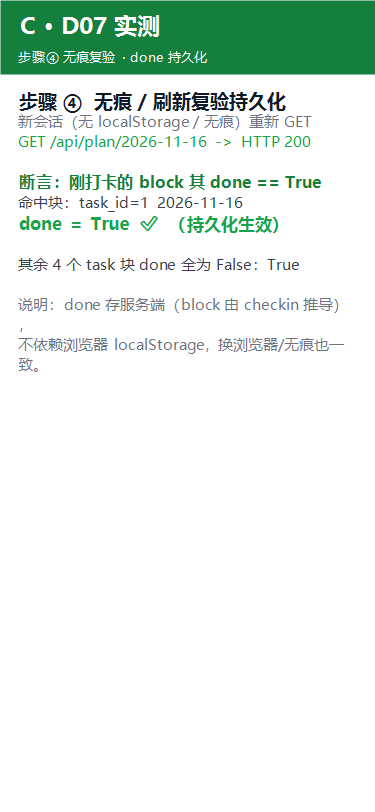 C · D07 实测
步骤④ 无痕复验 · done 持久化
步骤 ④ 无痕 / 刷新复验持久化
新会话（无 localStorage / 无痕）重新 GET
GET /api/plan/2026-11-16 -> HTTP 200
断言：刚打卡的 block 其 done == True
命中块：task_id=1 2026-11-16
done = True ✅ （持久化生效）
其余 4 个 task 块 done 全为 False：True
说明：done 存服务端（block 由 checkin 推导）
，
不依赖浏览器 localStorage，换浏览器/无痕也一
致。